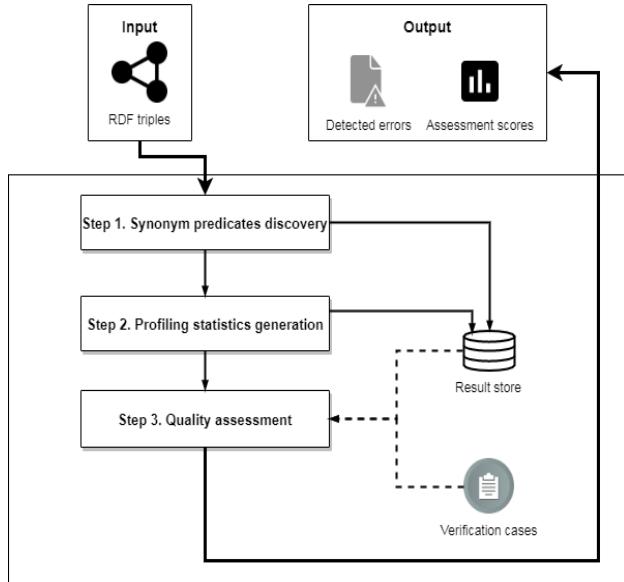 Input
RDF triples
Output
Detected errors
Assessment scores
Step 1. Synonym predicates discovery
Step 2. Profiling statistics generation
Result store
Step 3. Quality assessment
Verification cases